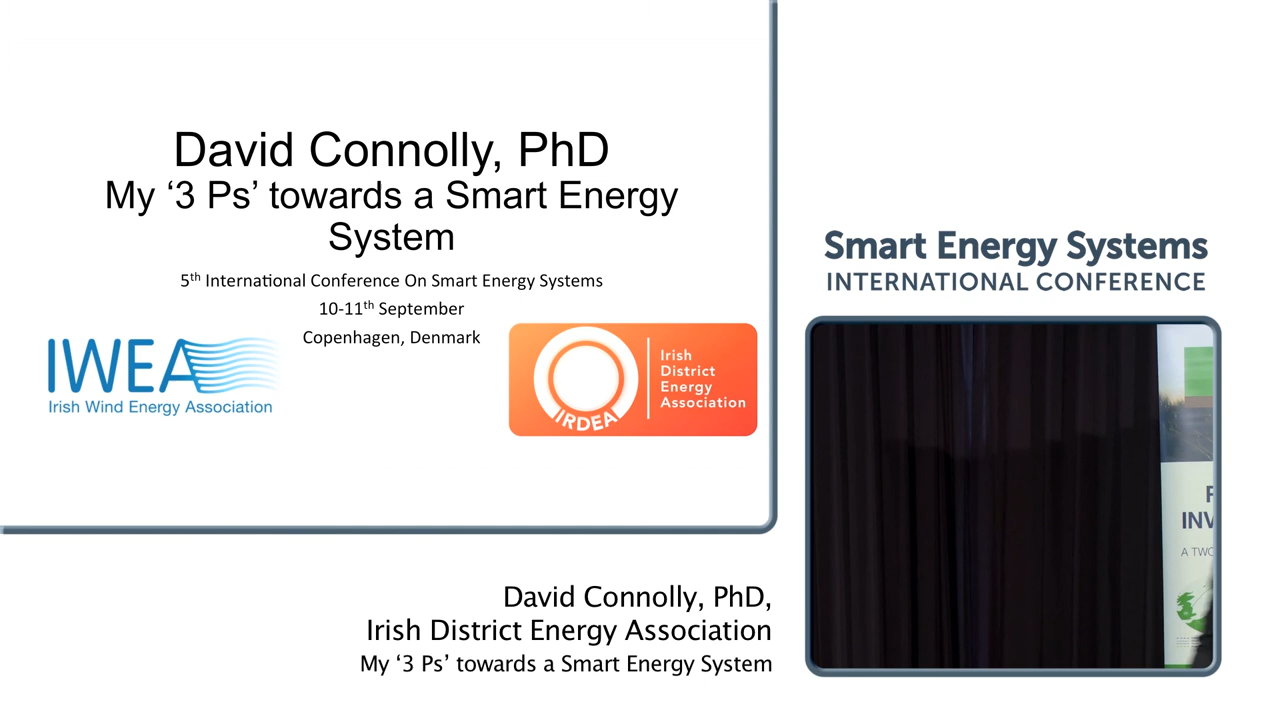 David Connolly, PhD
My ‘3 Ps’ towards a Smart Energy
System
5th International Conference On Smart Energy Systems
10-11th September
Copenhagen, Denmark
IWEA
Irish Wind Energy Association
IRDEA
Irish
District
Energy
Association
Smart Energy Systems
INTERNATIONAL CONFERENCE
INV
A TWO
David Connolly, PhD,
Irish District Energy Association
My ‘3 Ps’ towards a Smart Energy System